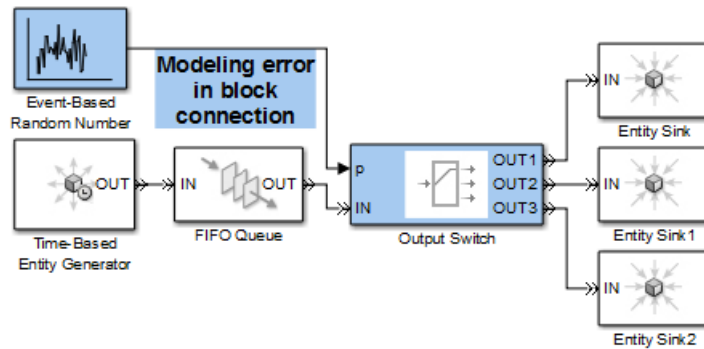 Modeling error
in block
connection
Event-Based
Random Number
p
IN
OUT1
OUT2
OUT3
Output Switch
OUT
Time-Based
Entity Generator
IN
OUT
FIFO Queue
IN
Entity Sink
IN
Entity Sink1
IN
Entity Sink2